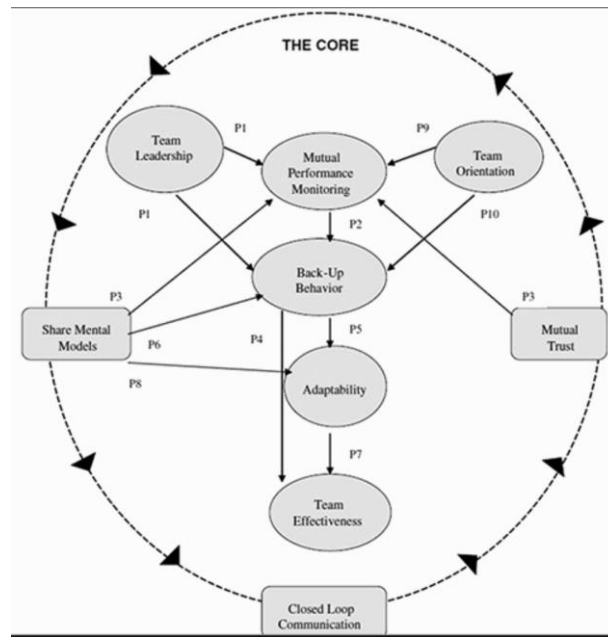 THE CORE
Team
Leadership
P1
Mutual
Performance
Monitoring
P9
Team
Orientation
P1
P2
P10
Back-Up
Behavior
P3
P3
Share Mental
Models
P6
P4
P5
Mutual
Trust
P8
Adaptability
P7
Team
Effectiveness
Closed Loop
Communication